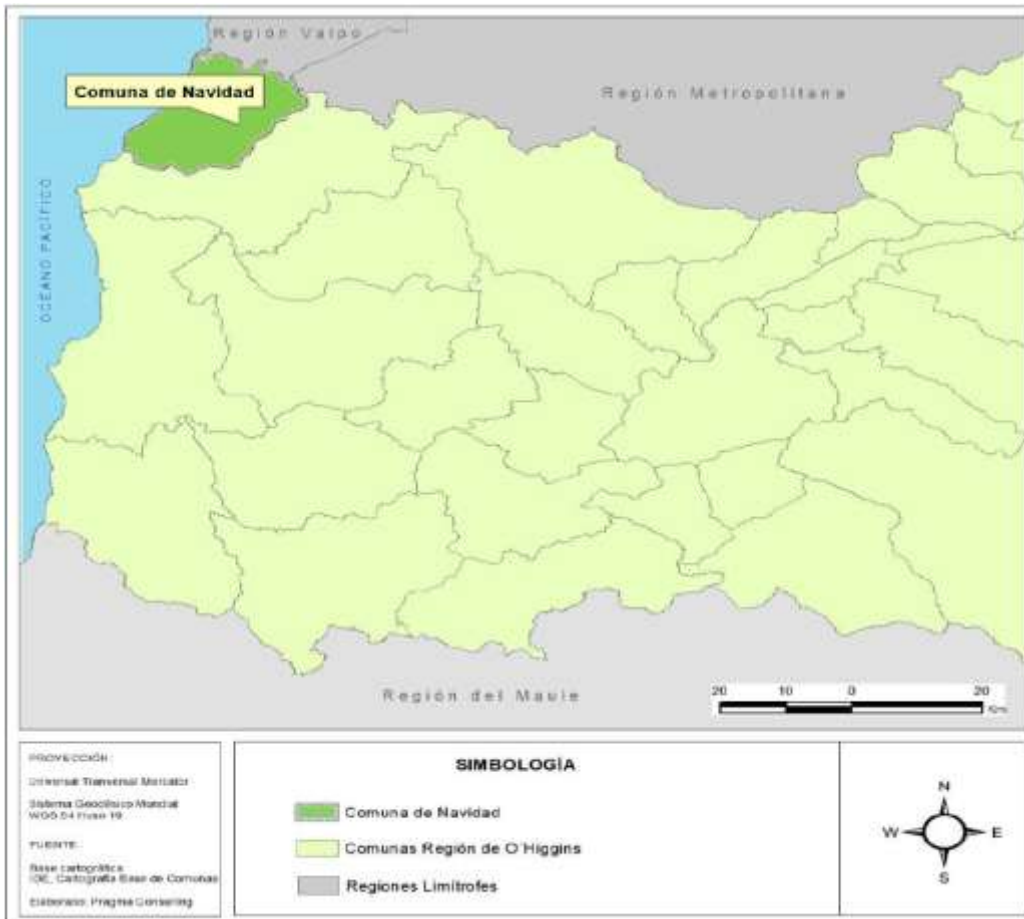 Región Valpo
Comuna de Navidad
Región Metropolitana
OCEANO PACÍFICO
Región del Maule
20 10 0 20
Kms
PROYECCIÓN:
Universal Transversal Mercator
Sistema Geodésico Mundial
WGS 84 Huso 19
FUENTE:
Base cartográfica
IDE, Cartografía Base de Comunas
Elaborado: Pragma Consulting
SIMBOLOGÍA
Comuna de Navidad
Comunas Región de O'Higgins
Regiones Limítrofes
N
W E
S